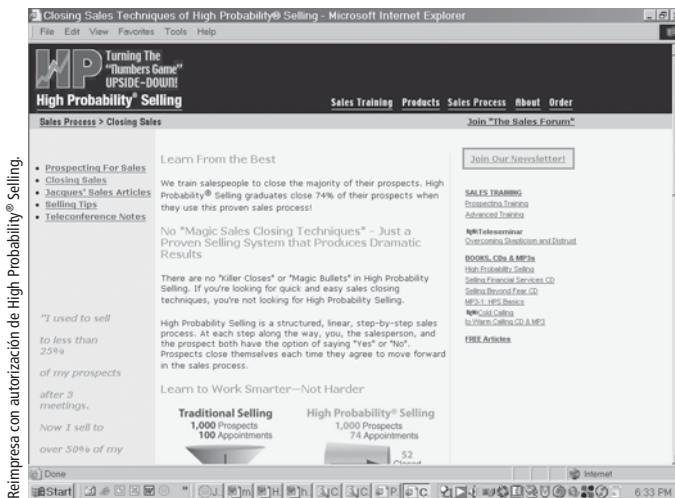 Reimpresa con autorización de High Probability® Selling.
Closing Sales Techniques of High Probability® Selling - Microsoft Internet Explorer
File Edit View Favorites Tools Help
HP
Turning The
"Numbers Game"
UPSIDE-DOWN!
High Probability® Selling
Sales Training Products Sales Process About Order
Sales Process > Closing Sales
Join "The Sales Forum"
• Prospecting For Sales
• Closing Sales
• Jacques' Sales Articles
• Selling Tips
• Teleconference Notes
"I used to sell
to less than
25%
of my prospects
after 3
meetings.
Now I sell to
over 50% of my
Learn From the Best
We train salespeople to close the majority of their prospects. High
Probability® Selling graduates close 74% of their prospects when
they use this proven sales process!
No "Magic Sales Closing Techniques" - Just a
Proven Selling System that Produces Dramatic
Results
There are no "Killer Closes" or "Magic Bullets" in High Probability
Selling. If you're looking for quick and easy sales closing
techniques, you're not looking for High Probability Selling.
High Probability Selling is a structured, linear, step-by-step sales
process. At each step along the way, you, the salesperson, and
the prospect both have the option of saying "Yes" or "No".
Prospects close themselves each time they agree to move forward
in the sales process.
Learn to Work Smarter—Not Harder
Traditional Selling
1,000 Prospects
100 Appointments
High Probability® Selling
1,000 Prospects
74 Appointments
52
Closed
Join Our Newsletter!
SALES TRAINING
Prospecting Training
Advanced Training
Teleseminar
Overcoming Skepticism and Distrust
BOOKS, CDs & MP3s
High Probability Selling
Selling Financial Services CD
Selling Beyond Fear CD
MP3-1: HPS Basics
Cold Calling
to Warm Calling CD & MP3
FREE Articles
Done
Internet
Start
6:33 PM